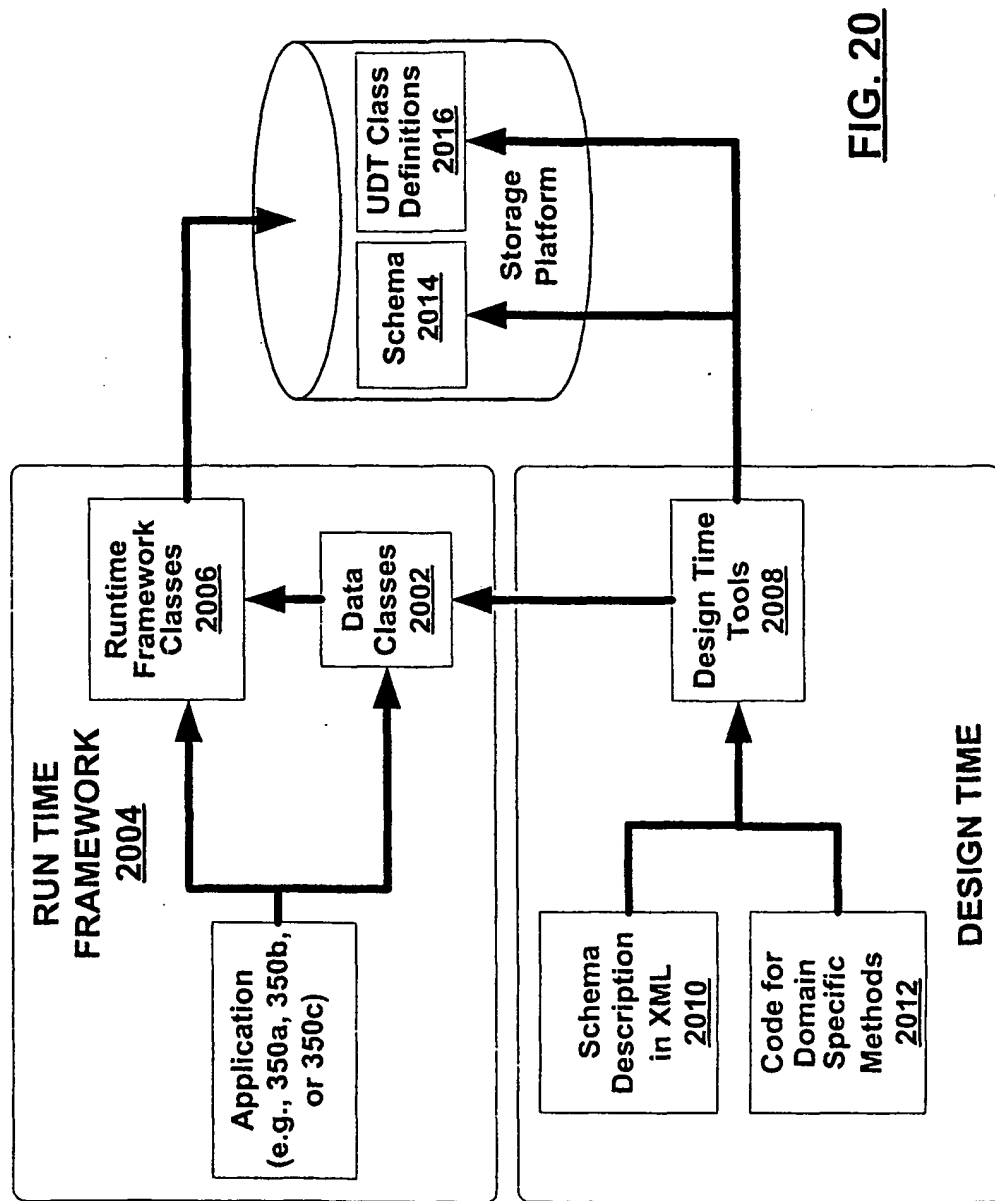 RUN TIME
FRAMEWORK
2004
Application
(e.g., 350a, 350b,
or 350c)
Runtime
Framework
Classes
2006
Data
Classes
2002
Schema
2014
UDT Class
Definitions
2016
Storage
Platform
Schema
Description
in XML
2010
Code for
Domain
Specific
Methods
2012
Design Time
Tools
2008
DESIGN TIME
FIG. 20